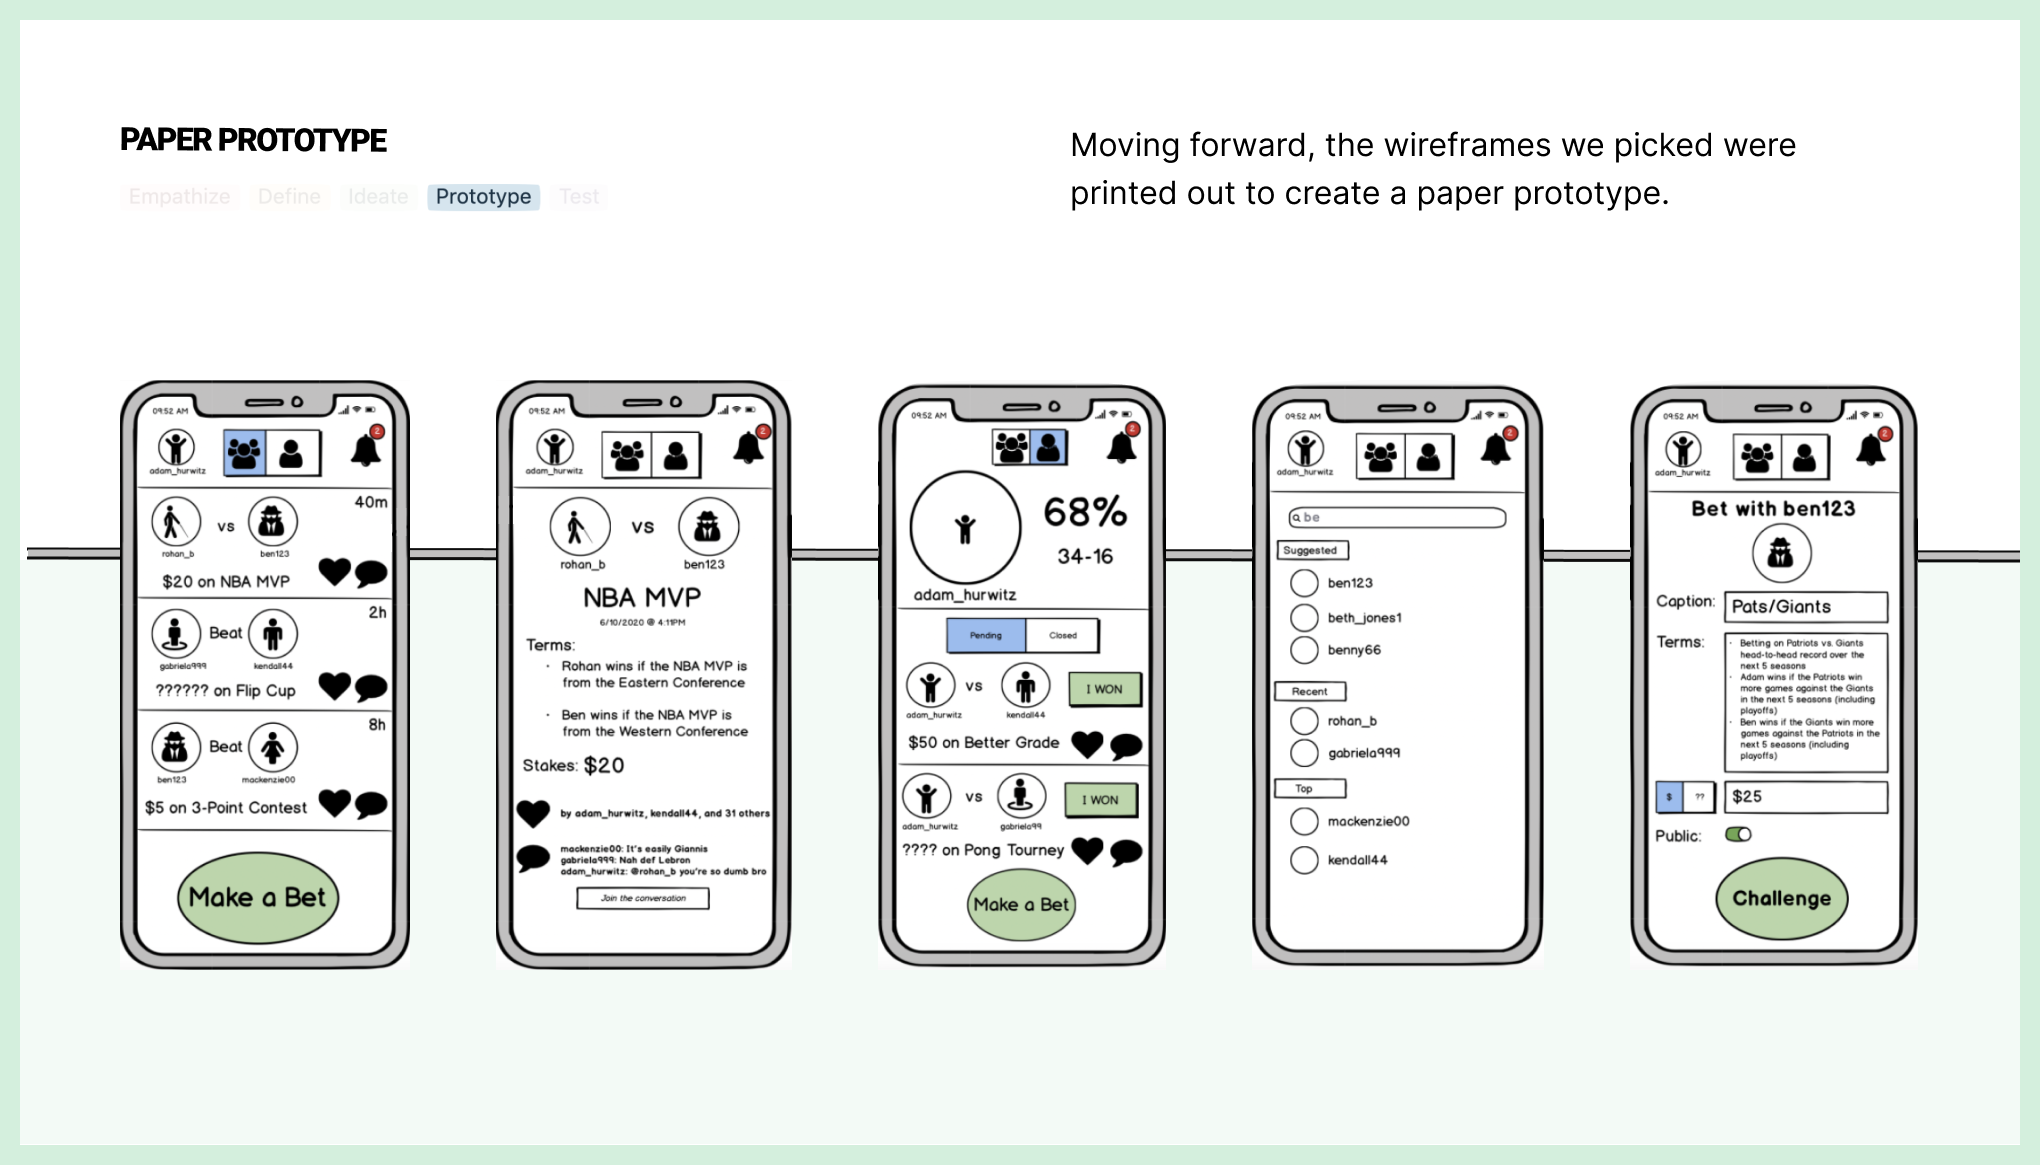 PAPER PROTOTYPE
Empathize Define Ideate Prototype Test
Moving forward, the wireframes we picked were
printed out to create a paper prototype.
09:52 AM
2
adam_hurwitz
40m
vs
rohan_b
ben123
$20 on NBA MVP
2h
Beat
gabriela999
kendall44
?????? on Flip Cup
8h
Beat
ben123
mackenzie00
$5 on 3-Point Contest
Make a Bet
09:52 AM
2
adam_hurwitz
vs
rohan_b
ben123
NBA MVP
6/10/2020 @ 4:11PM
Terms:
· Rohan wins if the NBA MVP is
from the Eastern Conference
· Ben wins if the NBA MVP is
from the Western Conference
Stakes: $20
by adam_hurwitz, kendall44, and 31 others
mackenzie00: It's easily Giannis
gabriela999: Nah def Lebron
adam_hurwitz: @rohan_b you're so dumb bro
Join the conversation
09:52 AM
2
68%
34-16
adam_hurwitz
Pending
Closed
vs
I WON
adam_hurwitz
kendall44
$50 on Better Grade
vs
I WON
adam_hurwitz
gabriela99
???? on Pong Tourney
Make a Bet
09:52 AM
2
adam_hurwitz
be
Suggested
ben123
beth_jones1
benny66
Recent
rohan_b
gabriela999
Top
mackenzie00
kendall44
09:52 AM
2
adam_hurwitz
Bet with ben123
Caption: Pats/Giants
Terms:
· Betting on Patriots vs. Giants
head-to-head record over the
next 5 seasons
· Adam wins if the Patriots win
more games against the Giants
in the next 5 seasons (including
playoffs)
· Ben wins if the Giants win more
games against the Patriots in the
next 5 seasons (including
playoffs)
$ ?? $25
Public:
Challenge